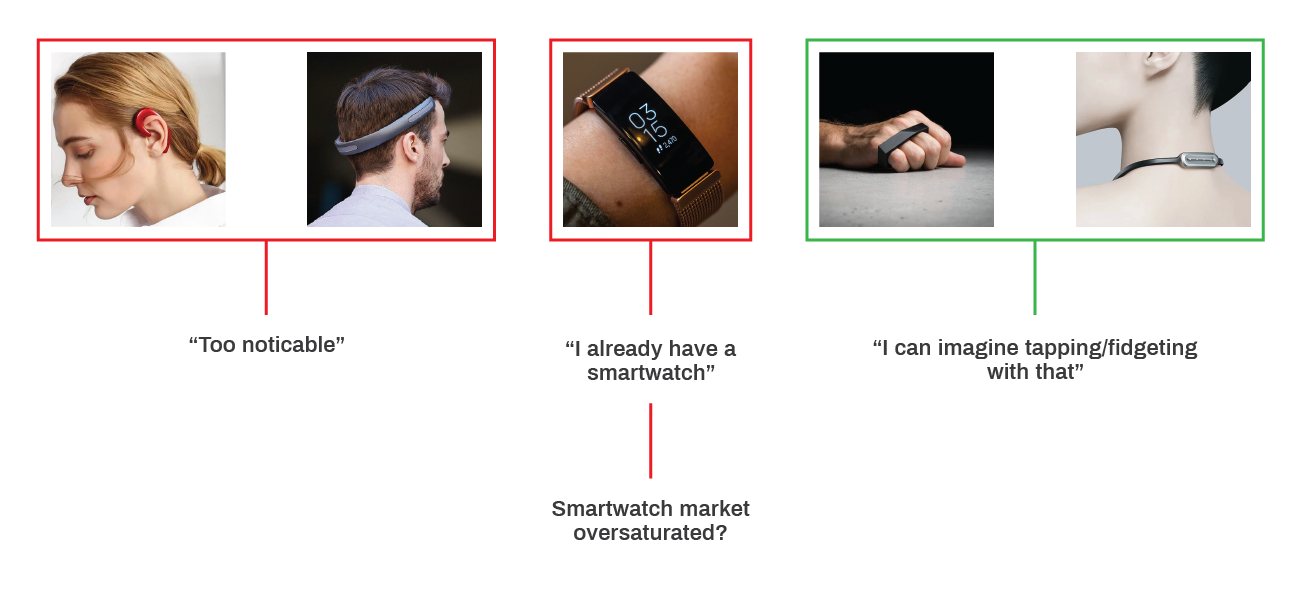 03
15
2,470
“Too noticable”
“I already have a
smartwatch”
“I can imagine tapping/fidgeting
with that”
Smartwatch market
oversaturated?